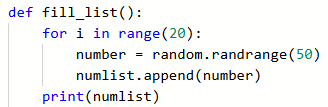 def fill_list():
    for i in range(20):
        number = random.randrange(50)
        numlist.append(number)
    print(numlist)